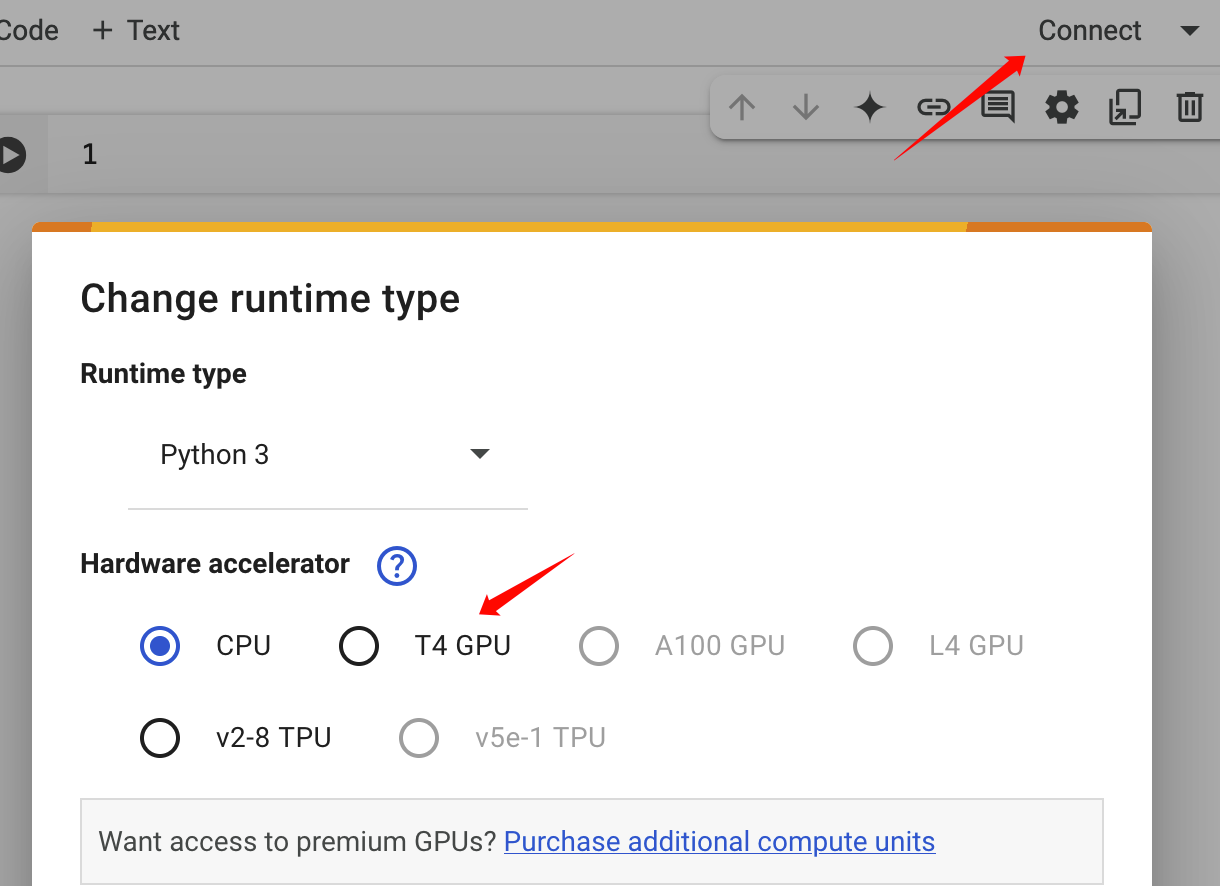 Code + Text Connect
1
Change runtime type
Runtime type
Python 3
Hardware accelerator ?
CPU T4 GPU A100 GPU L4 GPU
v2-8 TPU v5e-1 TPU
Want access to premium GPUs? Purchase additional compute units